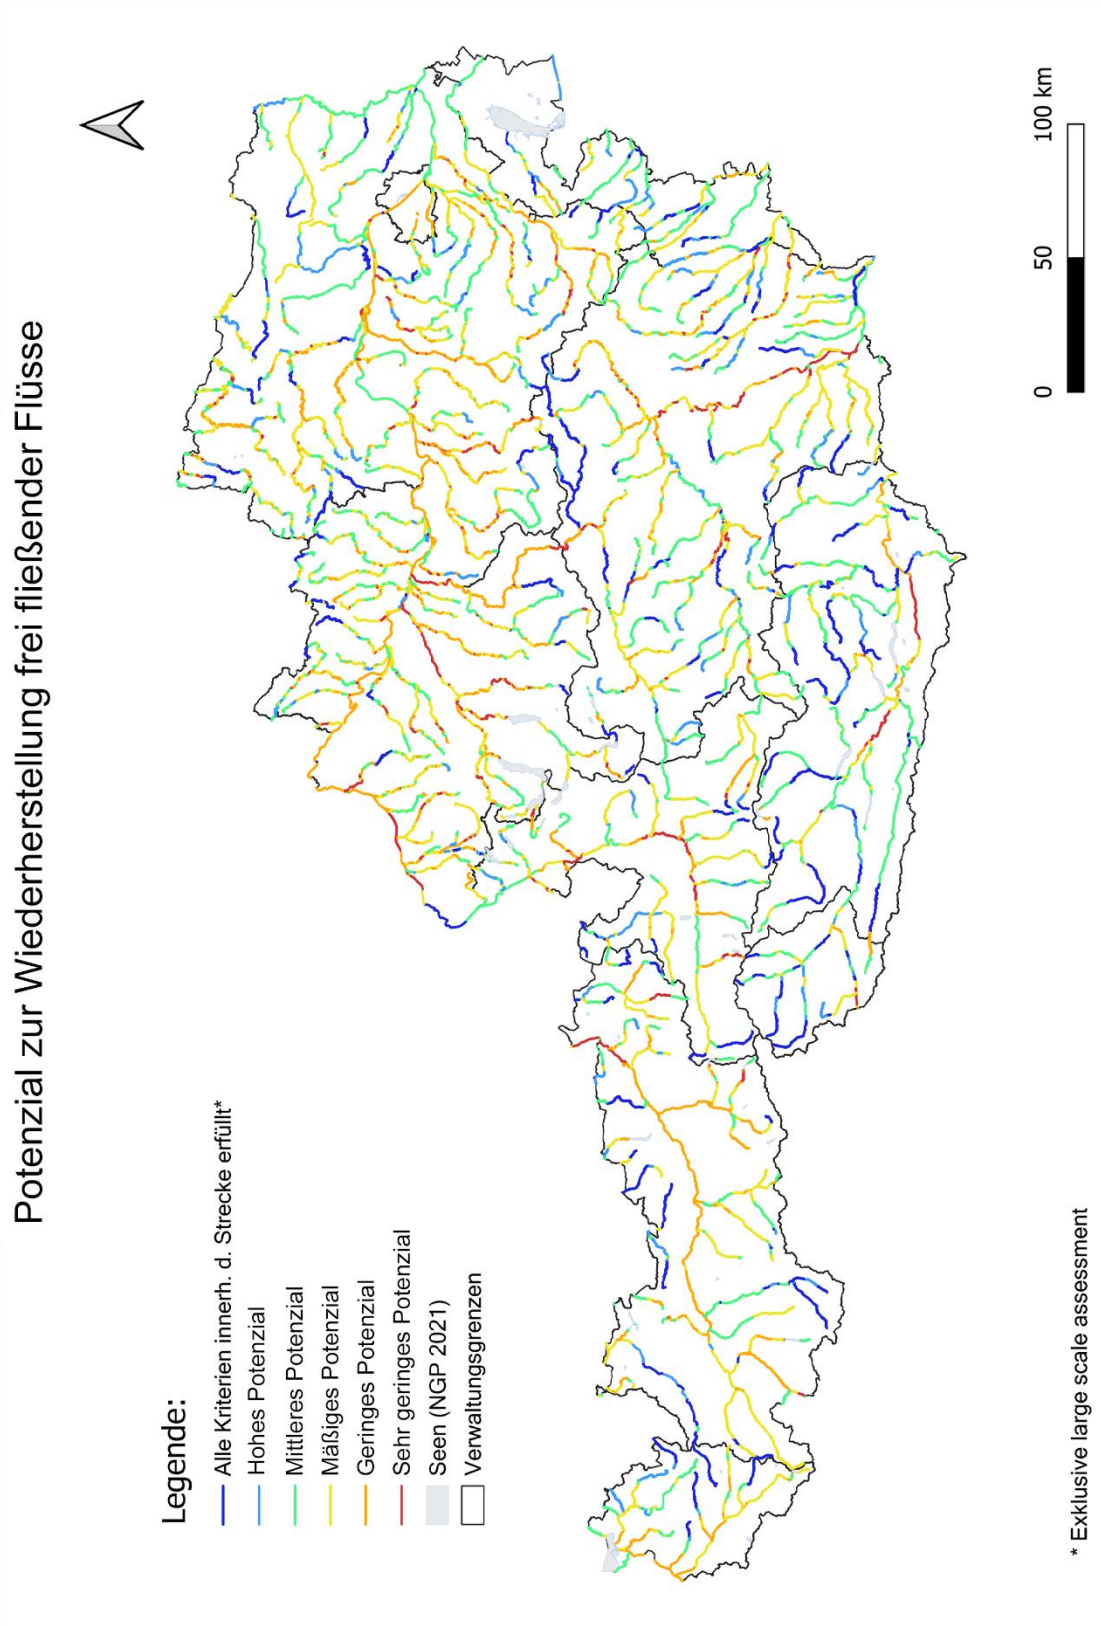 Potenzial zur Wiederherstellung frei fließender Flüsse
Legende:
Alle Kriterien innerh. d. Strecke erfüllt*
Hohes Potenzial
Mittleres Potenzial
Mäßiges Potenzial
Geringes Potenzial
Sehr geringes Potenzial
Seen (NGP 2021)
Verwaltungsgrenzen
0 50 100 km
* Exklusive large scale assessment